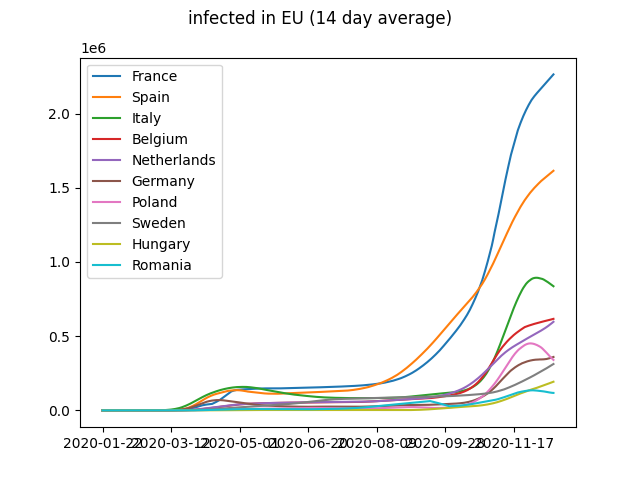 infected in EU (14 day average)
1e6
France
Spain
Italy
Belgium
Netherlands
Germany
Poland
Sweden
Hungary
Romania
2.0
1.5
1.0
0.5
0.0
2020-01-22 2020-03-12 2020-05-01 2020-06-20 2020-08-09 2020-09-28 2020-11-17